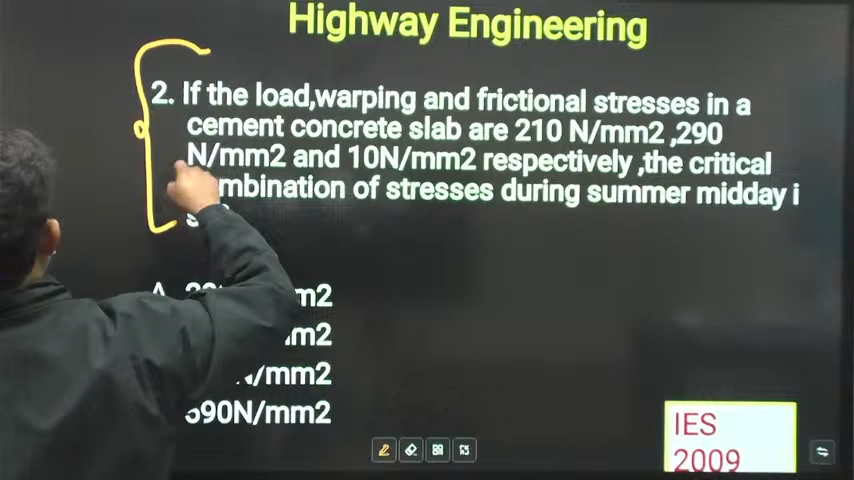 Highway Engineering
2. If the load,warping and frictional stresses in a
cement concrete slab are 210 N/mm2 ,290
N/mm2 and 10N/mm2 respectively ,the critical
mbination of stresses during summer midday i
m2
m2
/mm2
90N/mm2
IES
2009